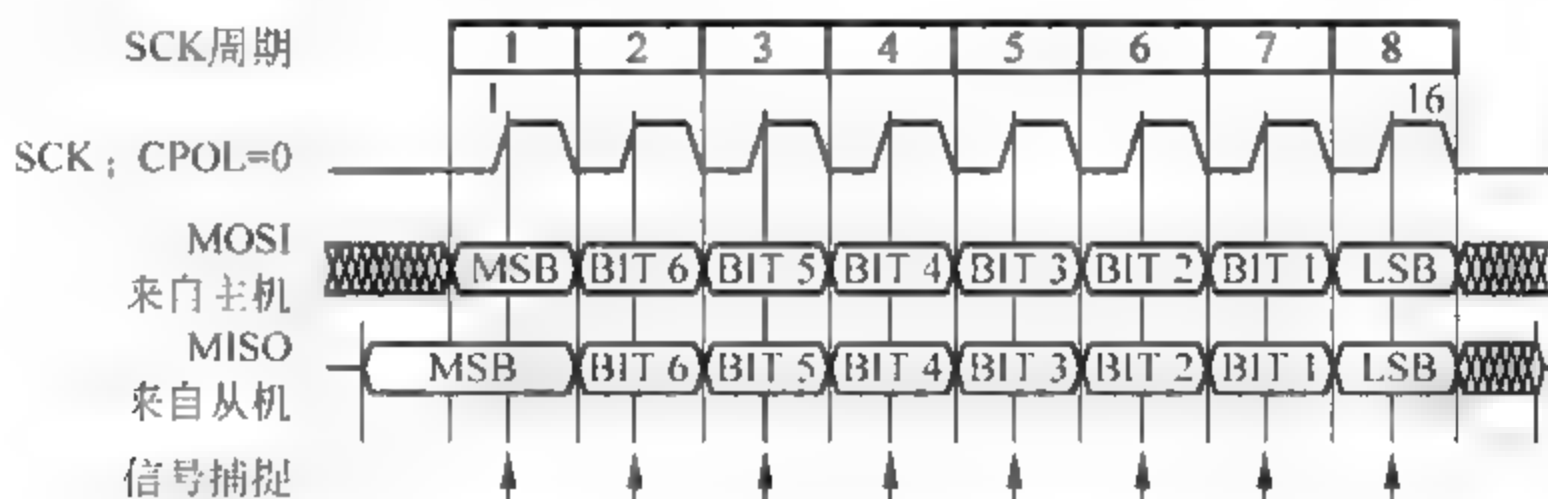 SCK周期 1 2 3 4 5 6 7 8
1 16
SCK；CPOL=0
MOSI
来自主机
MSB BIT 6 BIT 5 BIT 4 BIT 3 BIT 2 BIT 1 LSB
MISO
来自从机
MSB BIT 6 BIT 5 BIT 4 BIT 3 BIT 2 BIT 1 LSB
信号捕捉